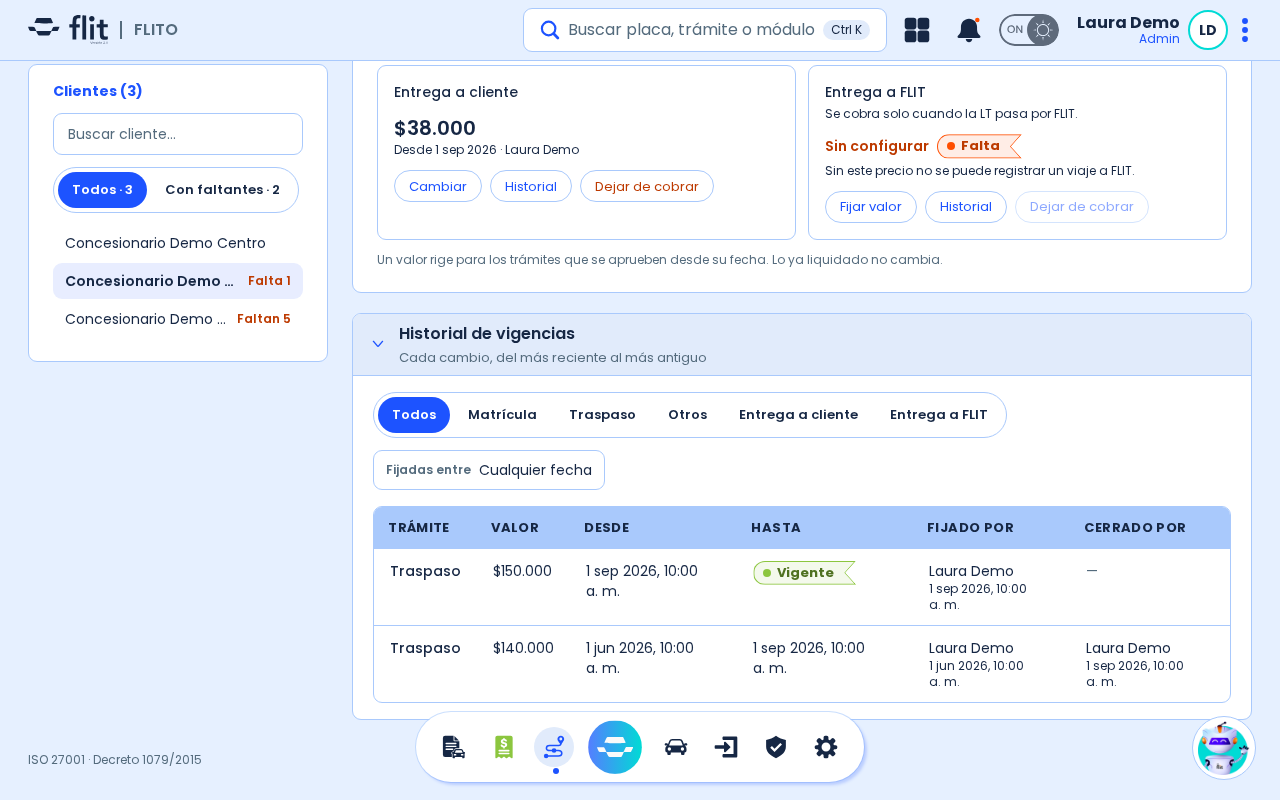 flit
FLITO
Buscar placa, trámite o módulo
Ctrl K
ON
Laura Demo
Admin
LD
Clientes (3)
Buscar cliente...
Todos · 3
Con faltantes · 2
Concesionario Demo Centro
Concesionario Demo ...
Falta 1
Concesionario Demo ...
Faltan 5
Entrega a cliente
$38.000
Desde 1 sep 2026 · Laura Demo
Cambiar
Historial
Dejar de cobrar
Entrega a FLIT
Se cobra solo cuando la LT pasa por FLIT.
Sin configurar
Falta
Sin este precio no se puede registrar un viaje a FLIT.
Fijar valor
Historial
Dejar de cobrar
Un valor rige para los trámites que se aprueben desde su fecha. Lo ya liquidado no cambia.
Historial de vigencias
Cada cambio, del más reciente al más antiguo
Todos
Matrícula
Traspaso
Otros
Entrega a cliente
Entrega a FLIT
Fijadas entre
Cualquier fecha
TRÁMITE
VALOR
DESDE
HASTA
FIJADO POR
CERRADO POR
Traspaso
$150.000
1 sep 2026, 10:00
a. m.
Vigente
Laura Demo
1 sep 2026, 10:00
a. m.
—
Traspaso
$140.000
1 jun 2026, 10:00
a. m.
1 sep 2026, 10:00
a. m.
Laura Demo
1 jun 2026, 10:00
a. m.
Laura Demo
1 sep 2026, 10:00
a. m.
ISO 27001 · Decreto 1079/2015